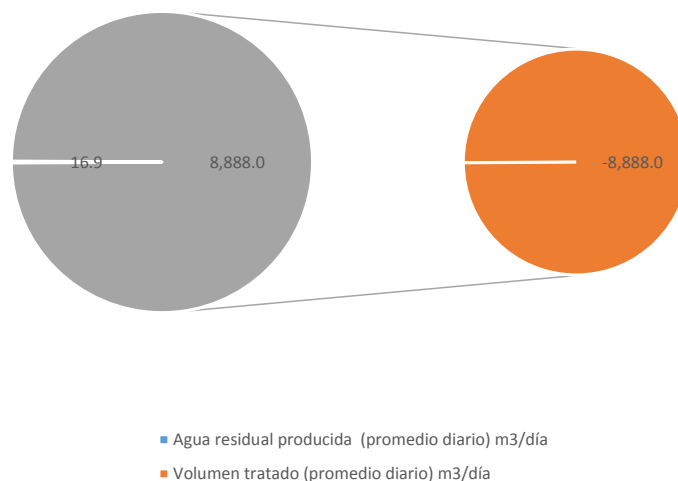 16.9
8,888.0
-8,888.0
Agua residual producida (promedio diario) m3/día
Volumen tratado (promedio diario) m3/día